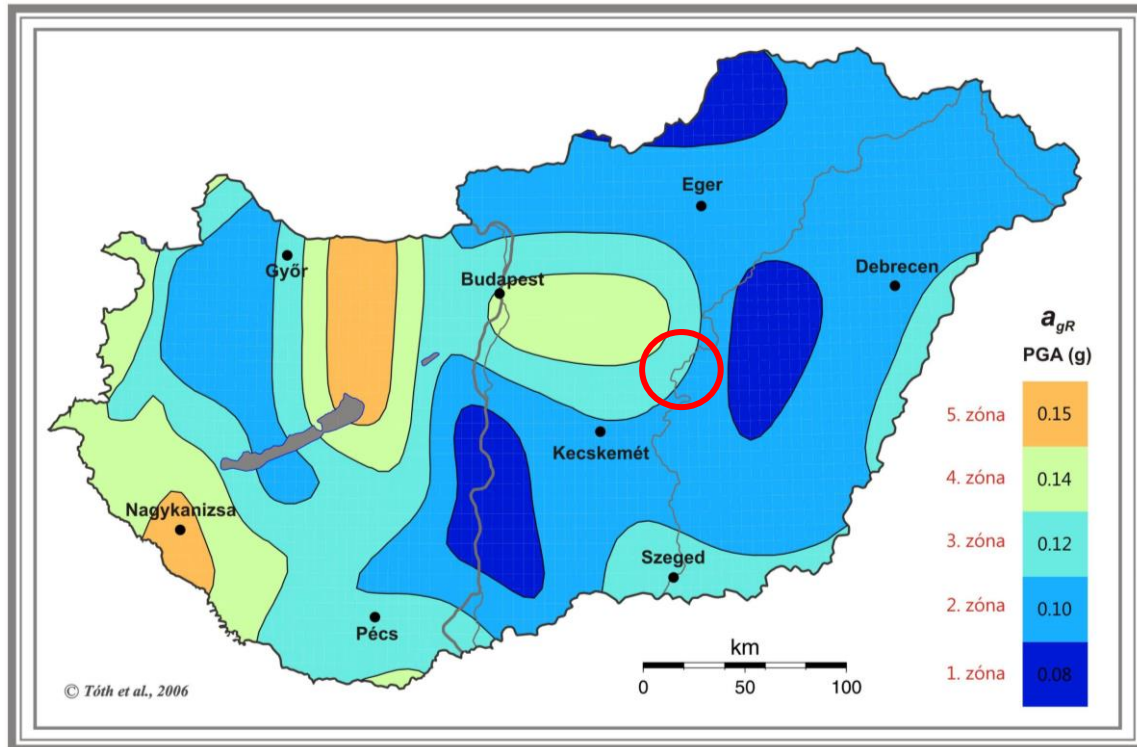 Eger
Győr
Budapest
Debrecen
Kecskemét
Nagykanizsa
Szeged
Pécs
agR
PGA (g)
5. zóna 0.15
4. zóna 0.14
3. zóna 0.12
2. zóna 0.10
1. zóna 0.08
km
0 50 100
© Tóth et al., 2006